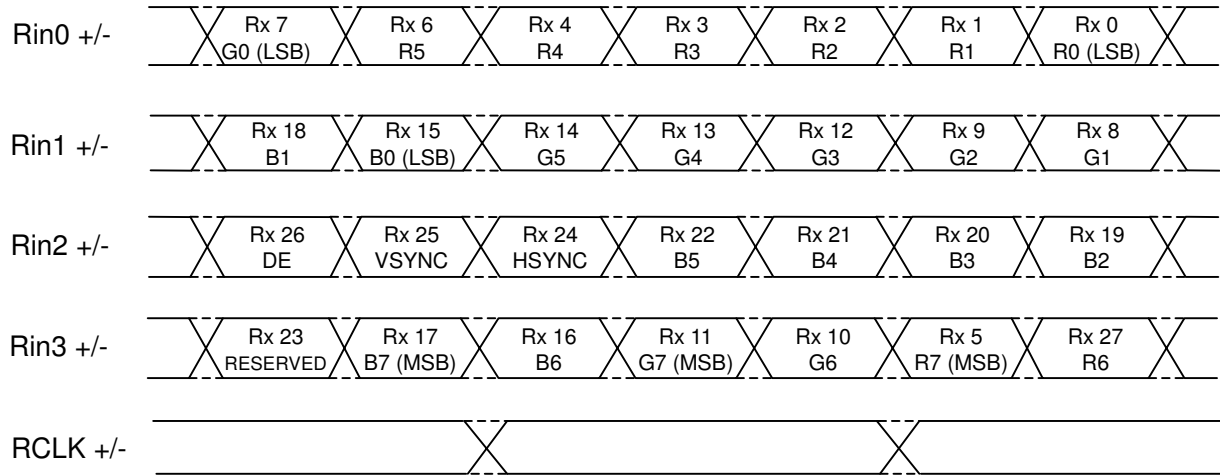 Rin0 +/-
Rx 7 Rx 6 Rx 4 Rx 3 Rx 2 Rx 1 Rx 0
G0 (LSB) R5 R4 R3 R2 R1 R0 (LSB)
Rin1 +/-
Rx 18 Rx 15 Rx 14 Rx 13 Rx 12 Rx 9 Rx 8
B1 B0 (LSB) G5 G4 G3 G2 G1
Rin2 +/-
Rx 26 Rx 25 Rx 24 Rx 22 Rx 21 Rx 20 Rx 19
DE VSYNC HSYNC B5 B4 B3 B2
Rin3 +/-
Rx 23 Rx 17 Rx 16 Rx 11 Rx 10 Rx 5 Rx 27
RESERVED B7 (MSB) B6 G7 (MSB) G6 R7 (MSB) R6
RCLK +/-